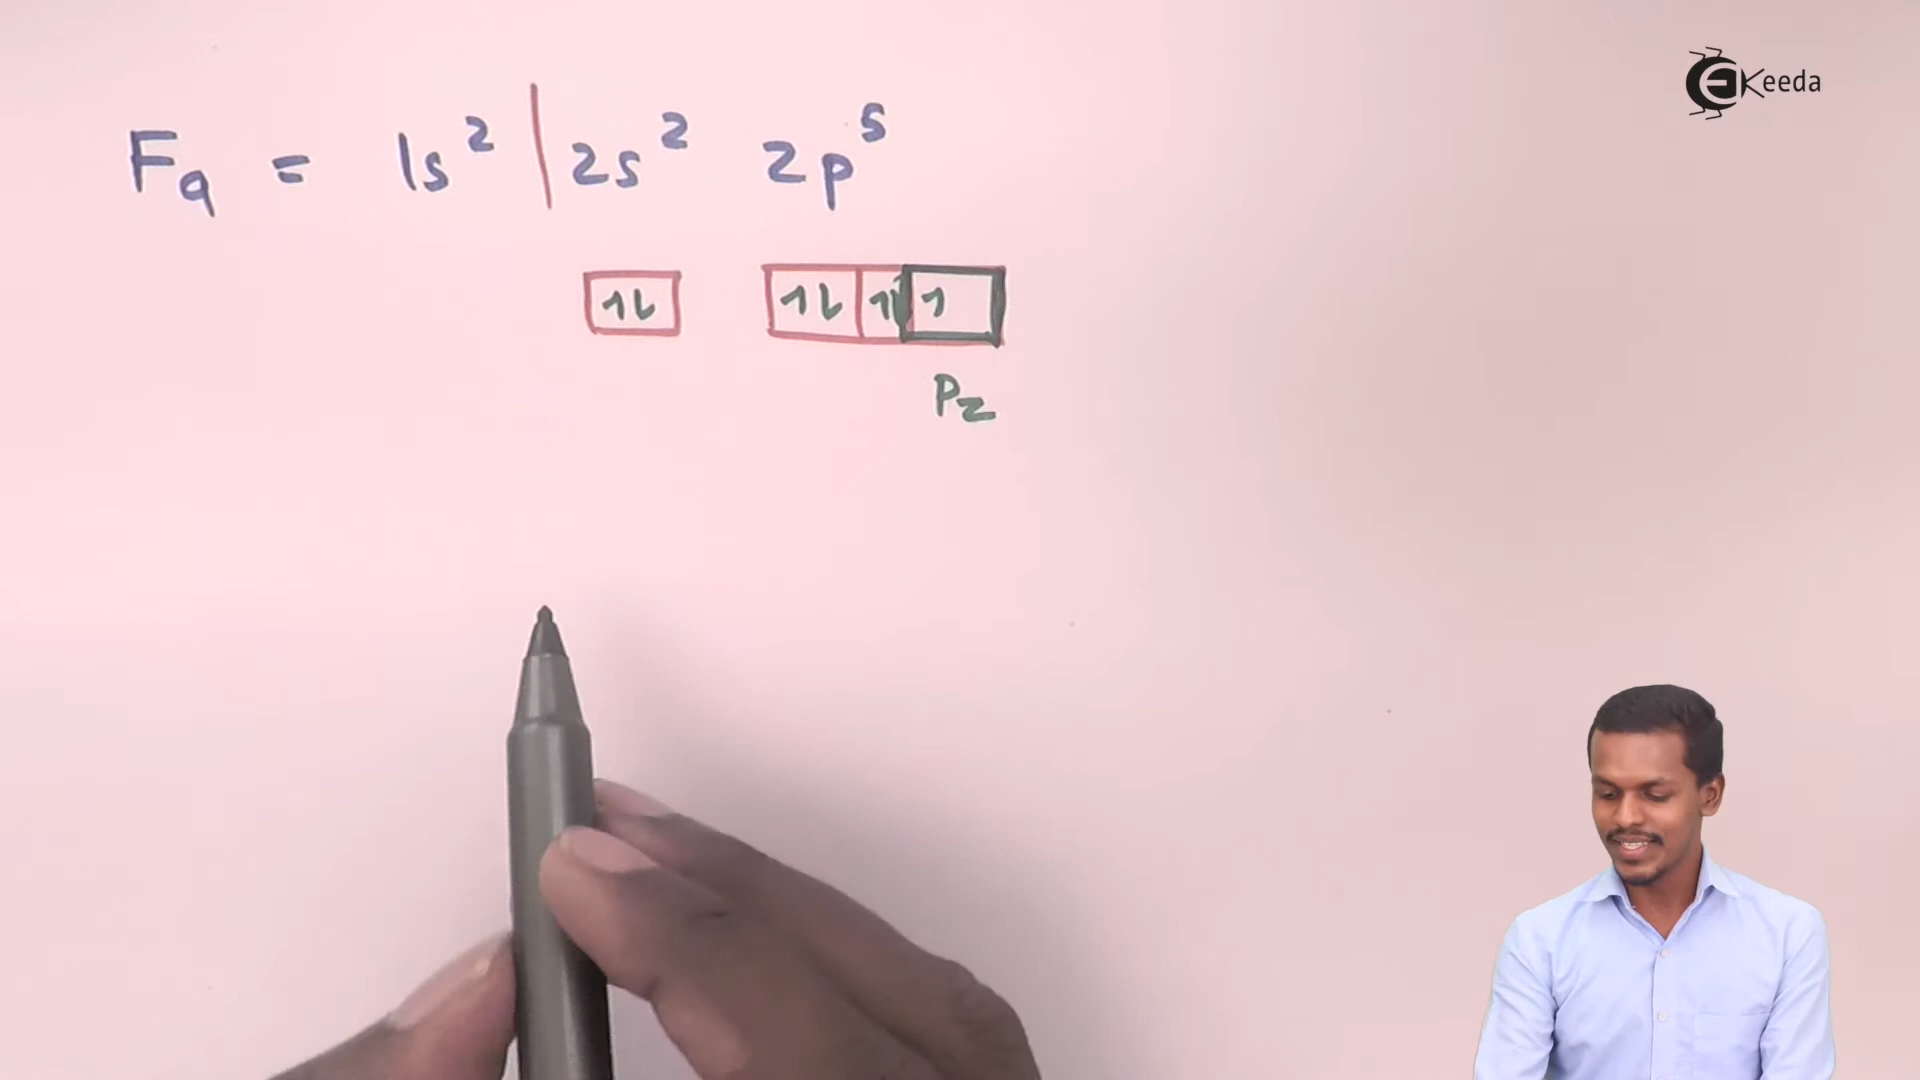 EKeeda
F₉ = 1s² | 2s² 2p⁵
↿⇂ ↿⇂ ↿⇂ ↿
Pz